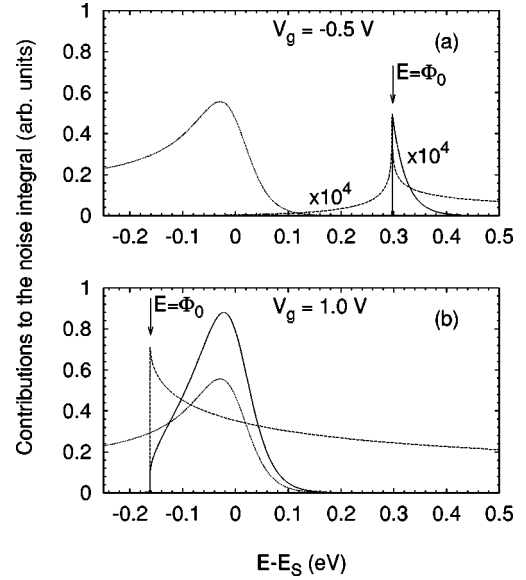 Contributions to the noise integral (arb. units)
1
0.8
0.6
0.4
0.2
0
V_g = -0.5 V
(a)
E=Φ_0
x10^4
x10^4
-0.2 -0.1 0 0.1 0.2 0.3 0.4 0.5
1
0.8
0.6
0.4
0.2
0
E=Φ_0
V_g = 1.0 V
(b)
-0.2 -0.1 0 0.1 0.2 0.3 0.4 0.5
E-E_S (eV)